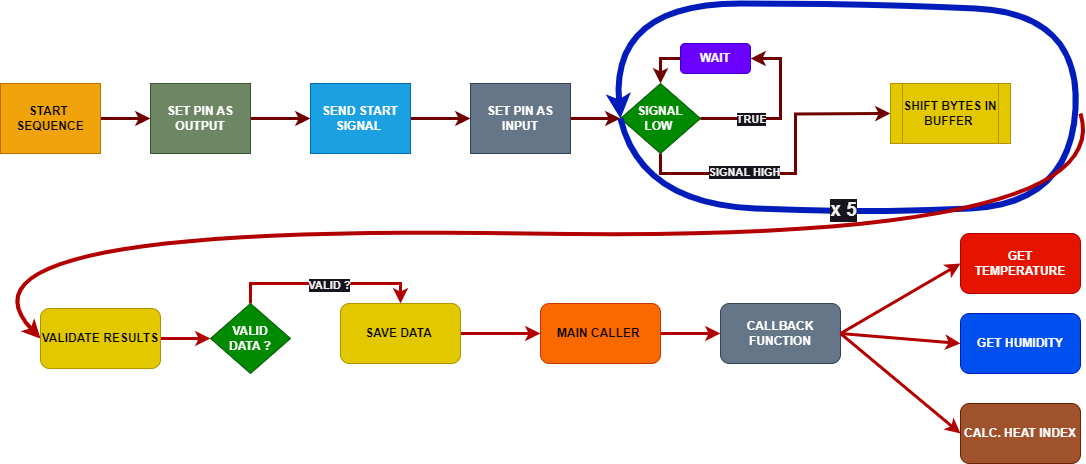 START
SEQUENCE
SET PIN AS
OUTPUT
SEND START
SIGNAL
SET PIN AS
INPUT
WAIT
SIGNAL
LOW
TRUE
SIGNAL HIGH
SHIFT BYTES IN
BUFFER
x 5
VALIDATE RESULTS
VALID
DATA ?
VALID ?
SAVE DATA
MAIN CALLER
CALLBACK
FUNCTION
GET
TEMPERATURE
GET HUMIDITY
CALC. HEAT INDEX